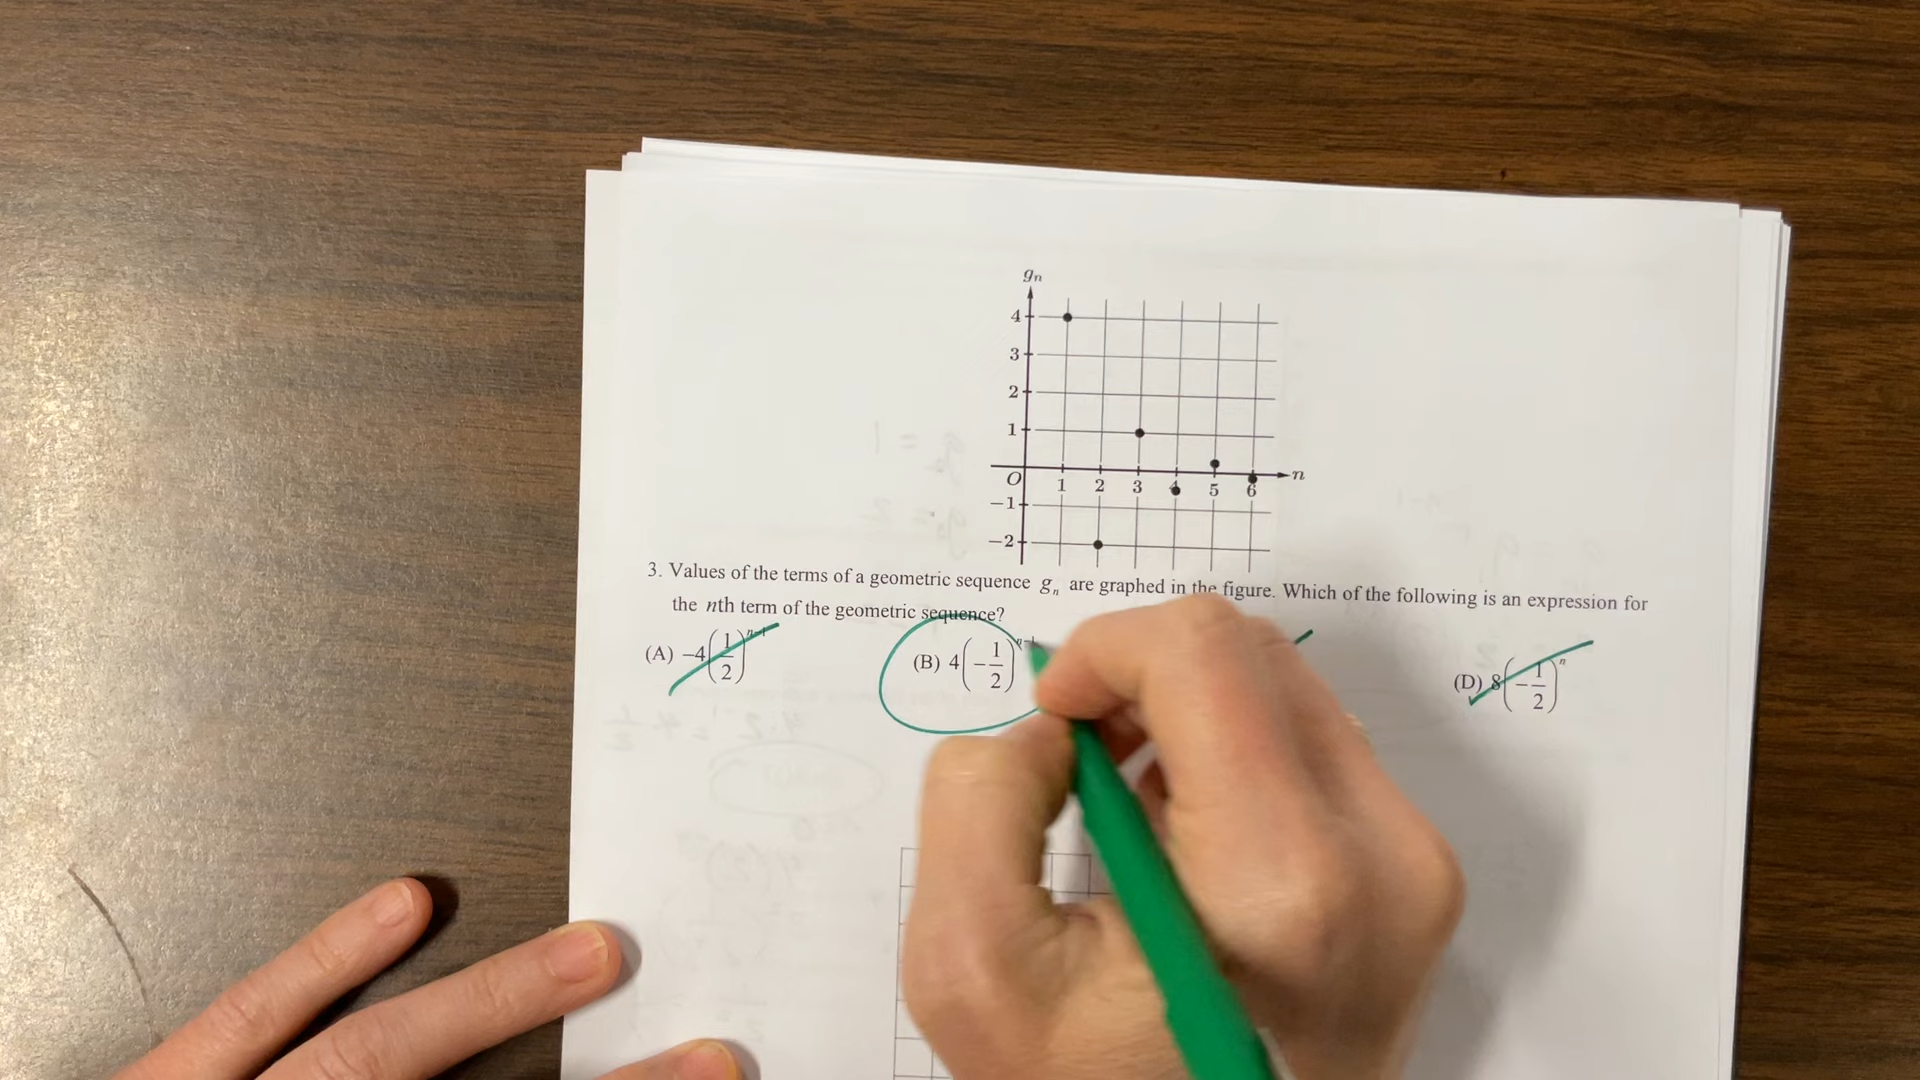 gn
4
3
2
1
O 1 2 3 4 5 6 n
−1
−2
3. Values of the terms of a geometric sequence gₙ are graphed in the figure. Which of the following is an expression for
the nth term of the geometric sequence?
(A) −4(1/2)ⁿ⁻¹ (B) 4(−1/2)ⁿ⁻¹ (D) 8(−1/2)ⁿ